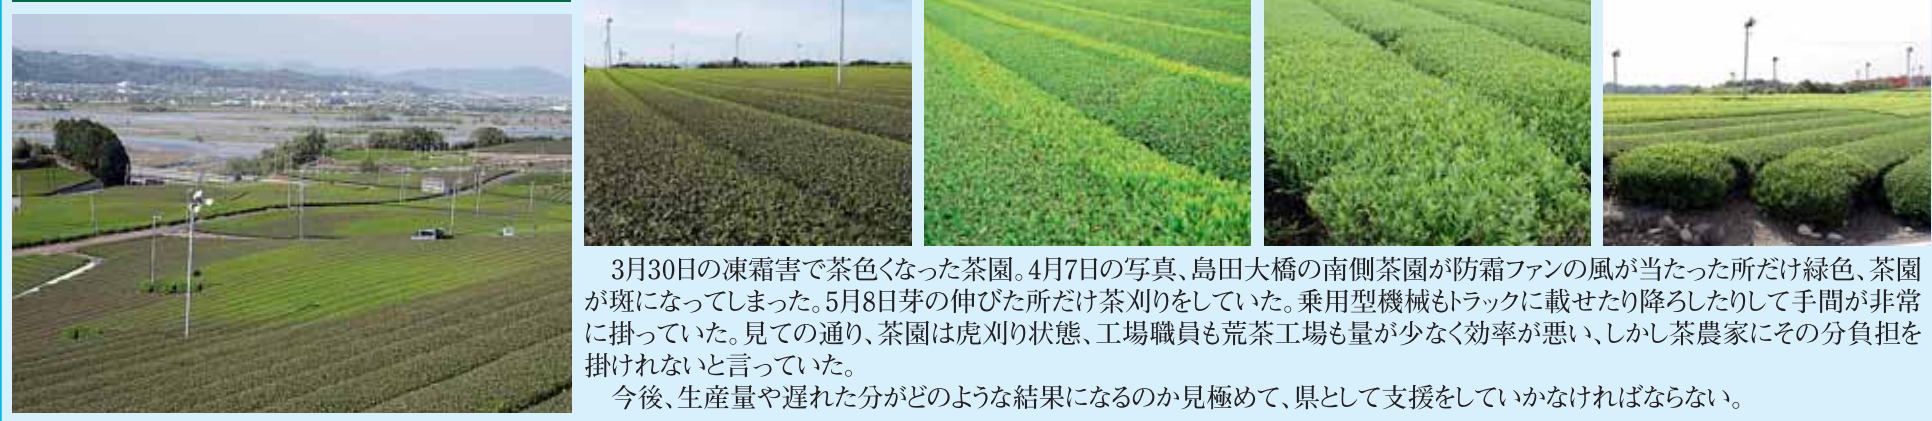 3月30日の凍霜害で茶色くなった茶園。4月7日の写真、島田大橋の南側茶園が防霜ファンの風が当たった所だけ緑色、茶園
が斑になってしまった。5月8日芽の伸びた所だけ茶刈りをしていた。乗用型機械もトラックに載せたり降ろしたりして手間が非常
に掛っていた。見ての通り、茶園は虎刈り状態、工場職員も荒茶工場も量が少なく効率が悪い、しかし茶農家にその分負担を
掛けれないと言っていた。
今後、生産量や遅れた分がどのような結果になるのか見極めて、県として支援をしていかなければならない。